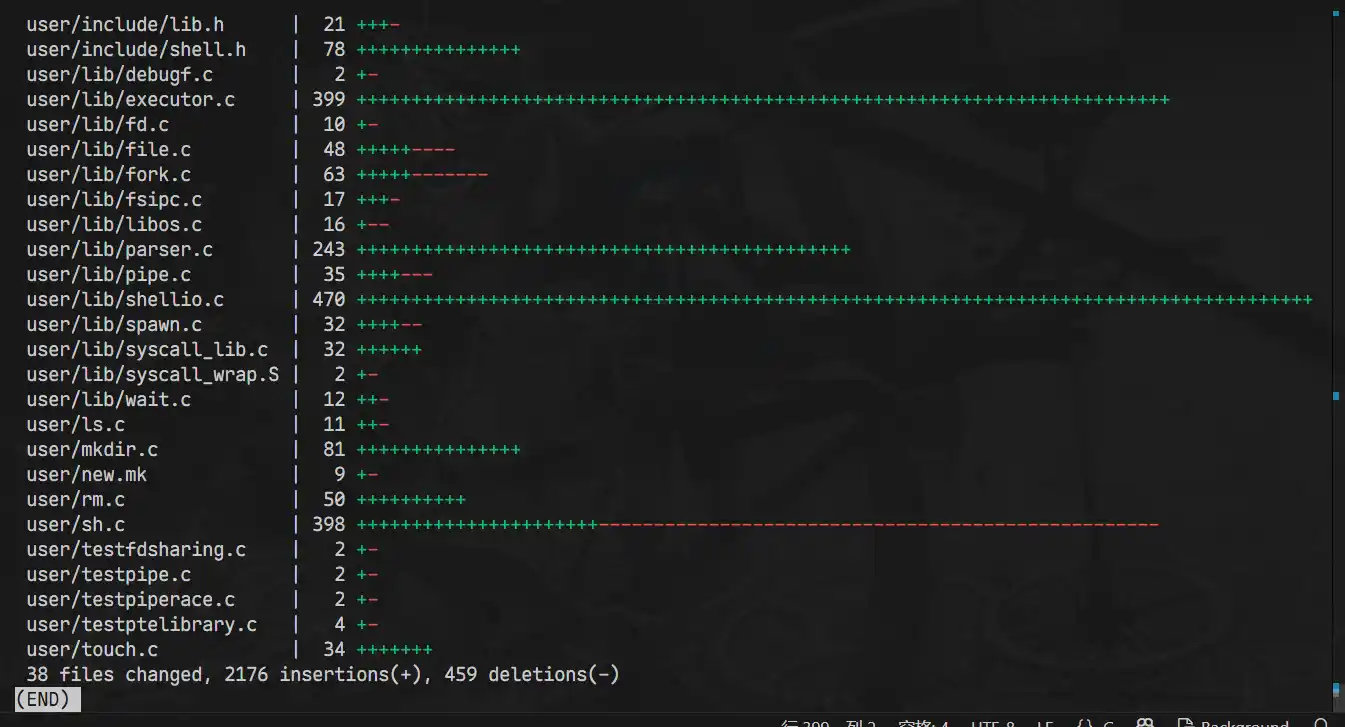 user/include/lib.h | 21 +++-
user/include/shell.h | 78 +++++++++++++++
user/lib/debugf.c | 2 +-
user/lib/executor.c | 399 ++++++++++++++++++++++++++++++++++++++++++++++++++++++++++++++++++++++++++
user/lib/fd.c | 10 +-
user/lib/file.c | 48 +++++----
user/lib/fork.c | 63 +++++-------
user/lib/fsipc.c | 17 +++-
user/lib/libos.c | 16 +--
user/lib/parser.c | 243 +++++++++++++++++++++++++++++++++++++++++++++
user/lib/pipe.c | 35 ++++---
user/lib/shellio.c | 470 +++++++++++++++++++++++++++++++++++++++++++++++++++++++++++++++++++++++++++++++++++++++
user/lib/spawn.c | 32 ++++--
user/lib/syscall_lib.c | 32 ++++++
user/lib/syscall_wrap.S | 2 +-
user/lib/wait.c | 12 ++-
user/ls.c | 11 ++-
user/mkdir.c | 81 +++++++++++++++
user/new.mk | 9 +-
user/rm.c | 50 ++++++++++
user/sh.c | 398 ++++++++++++++++++++++---------------------------------------------------
user/testfdsharing.c | 2 +-
user/testpipe.c | 2 +-
user/testpiperace.c | 2 +-
user/testptelibrary.c | 4 +-
user/touch.c | 34 +++++++
38 files changed, 2176 insertions(+), 459 deletions(-)
(END)